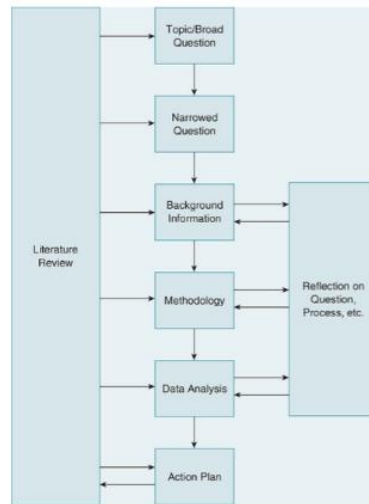 Topic/Broad
Question
Narrowed
Question
Background
Information
Literature
Review
Methodology
Reflection on
Question,
Process, etc.
Data Analysis
Action Plan